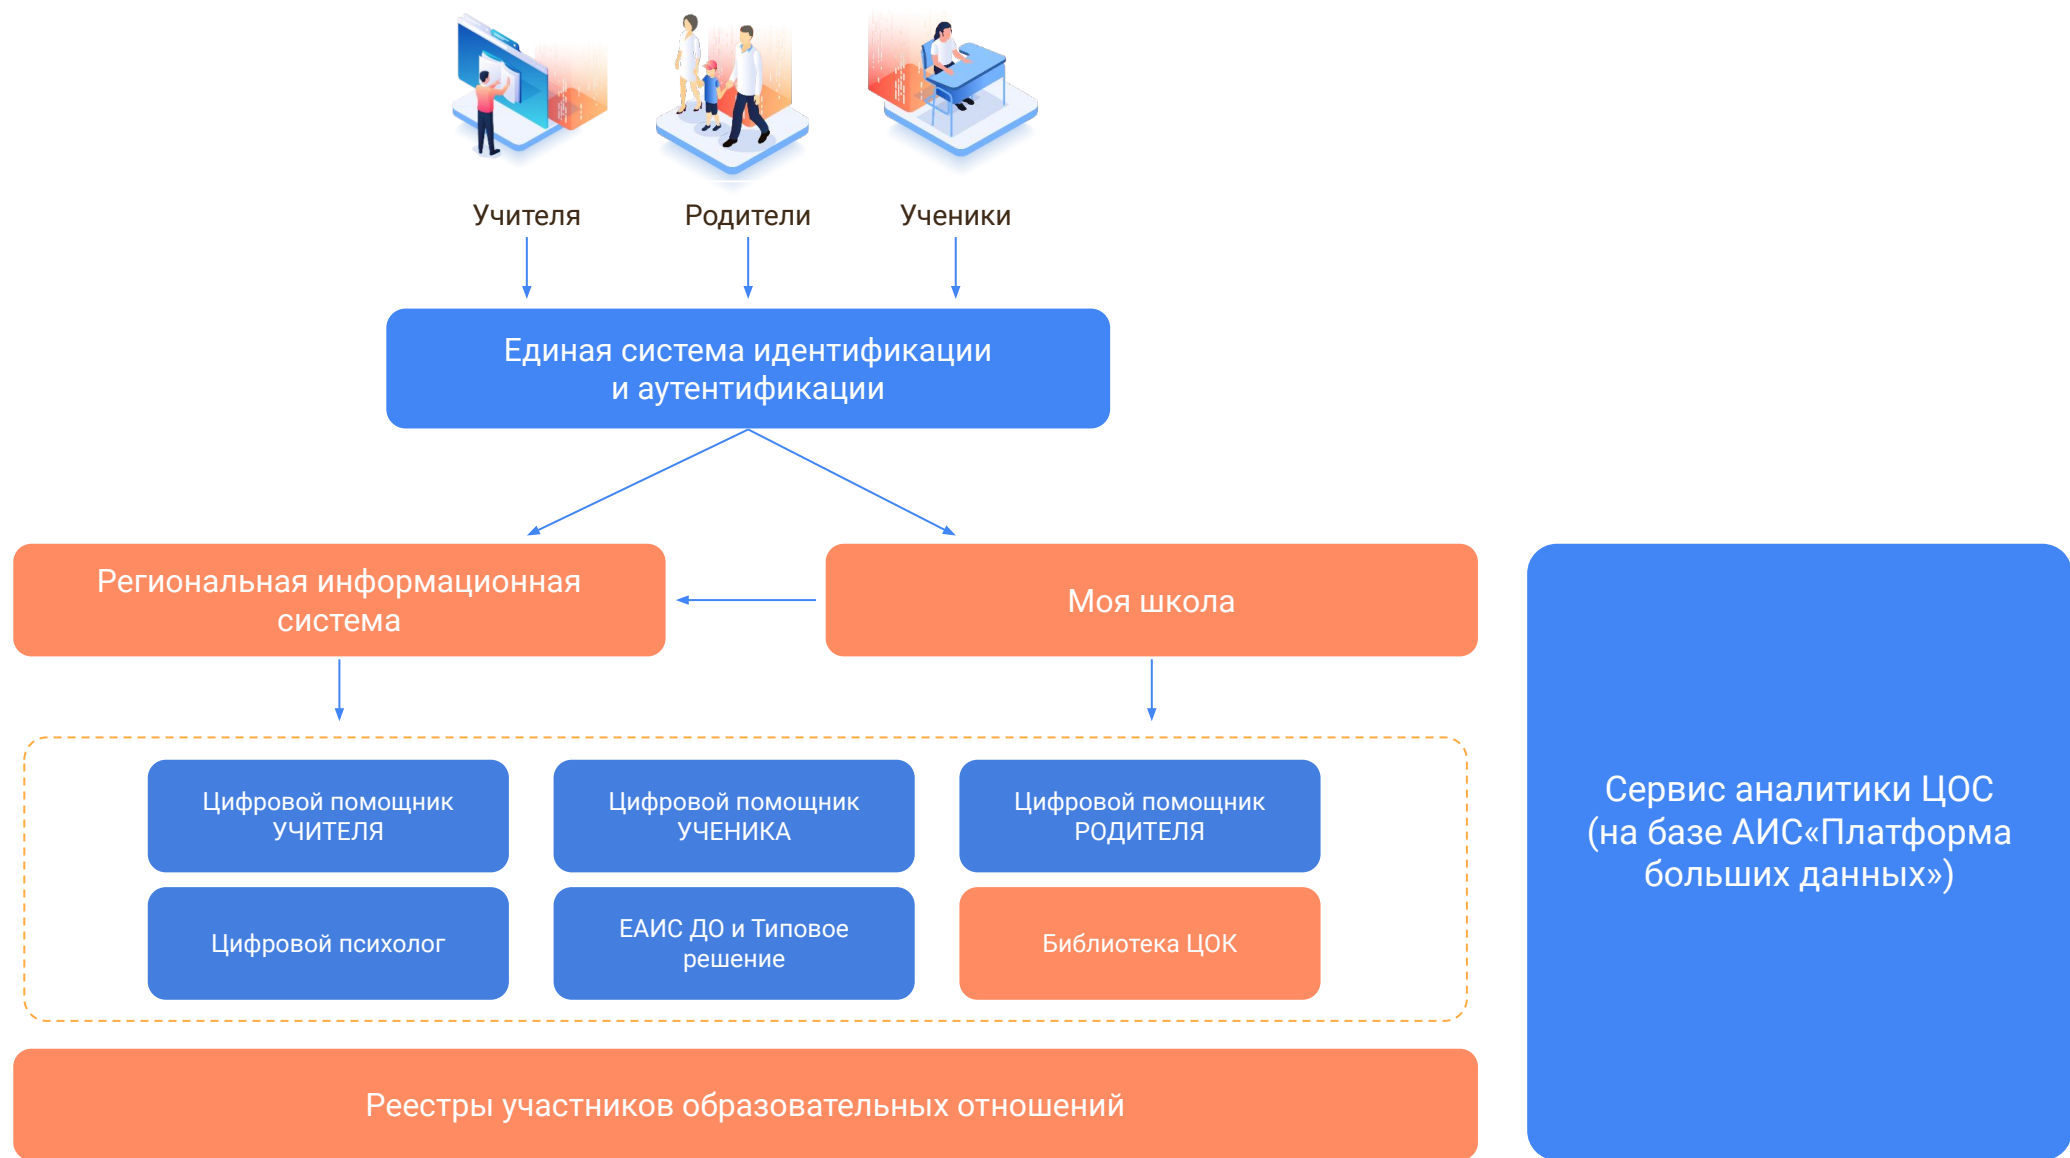 Учителя
Родители
Ученики
Единая система идентификации
и аутентификации
Региональная информационная
система
Моя школа
Цифровой помощник
УЧИТЕЛЯ
Цифровой помощник
УЧЕНИКА
Цифровой помощник
РОДИТЕЛЯ
Цифровой психолог
ЕАИС ДО и Типовое
решение
Библиотека ЦОК
Реестры участников образовательных отношений
Сервис аналитики ЦОС
(на базе АИС«Платформа
больших данных»)